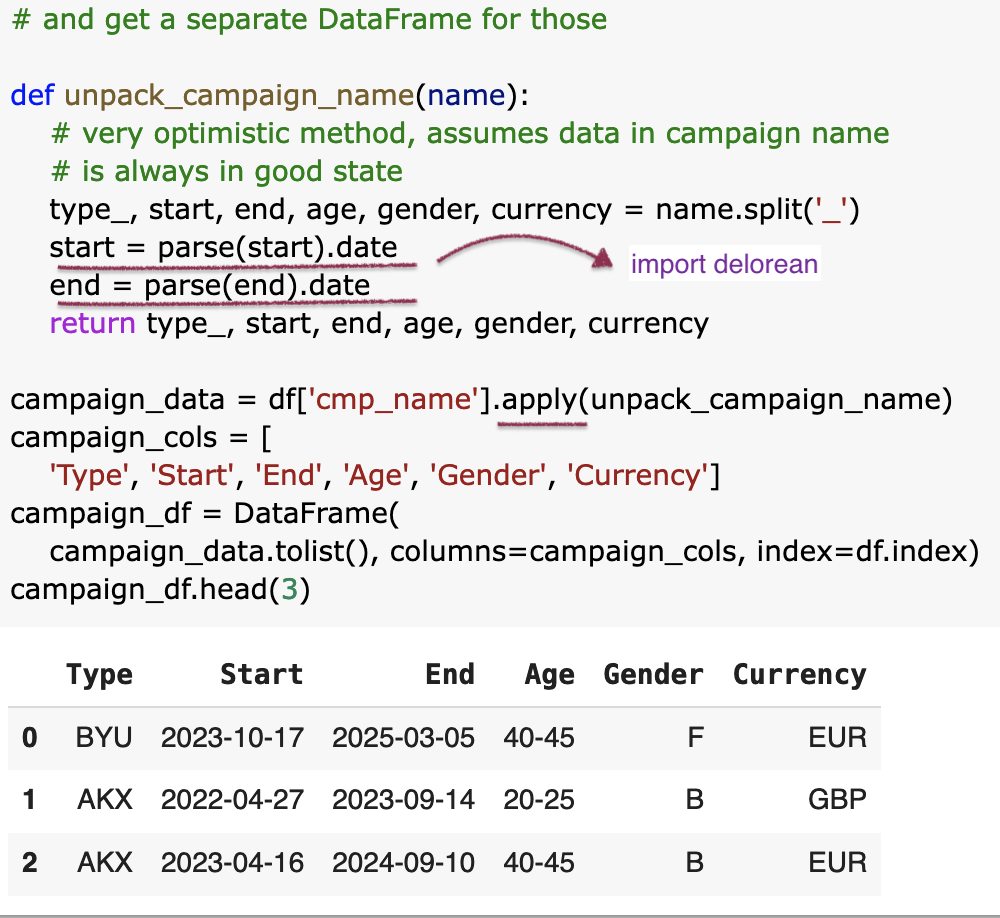 # and get a separate DataFrame for those
def unpack_campaign_name(name):
# very optimistic method, assumes data in campaign name
# is always in good state
type_, start, end, age, gender, currency = name.split('_')
start = parse(start).date
import delorean
end = parse(end).date
return type_, start, end, age, gender, currency
campaign_data = df['cmp_name'].apply(unpack_campaign_name)
campaign_cols = [
'Type', 'Start', 'End', 'Age', 'Gender', 'Currency']
campaign_df = DataFrame(
campaign_data.tolist(), columns=campaign_cols, index=df.index)
campaign_df.head(3)
Type Start End Age Gender Currency
0 BYU 2023-10-17 2025-03-05 40-45 F EUR
1 AKX 2022-04-27 2023-09-14 20-25 B GBP
2 AKX 2023-04-16 2024-09-10 40-45 B EUR